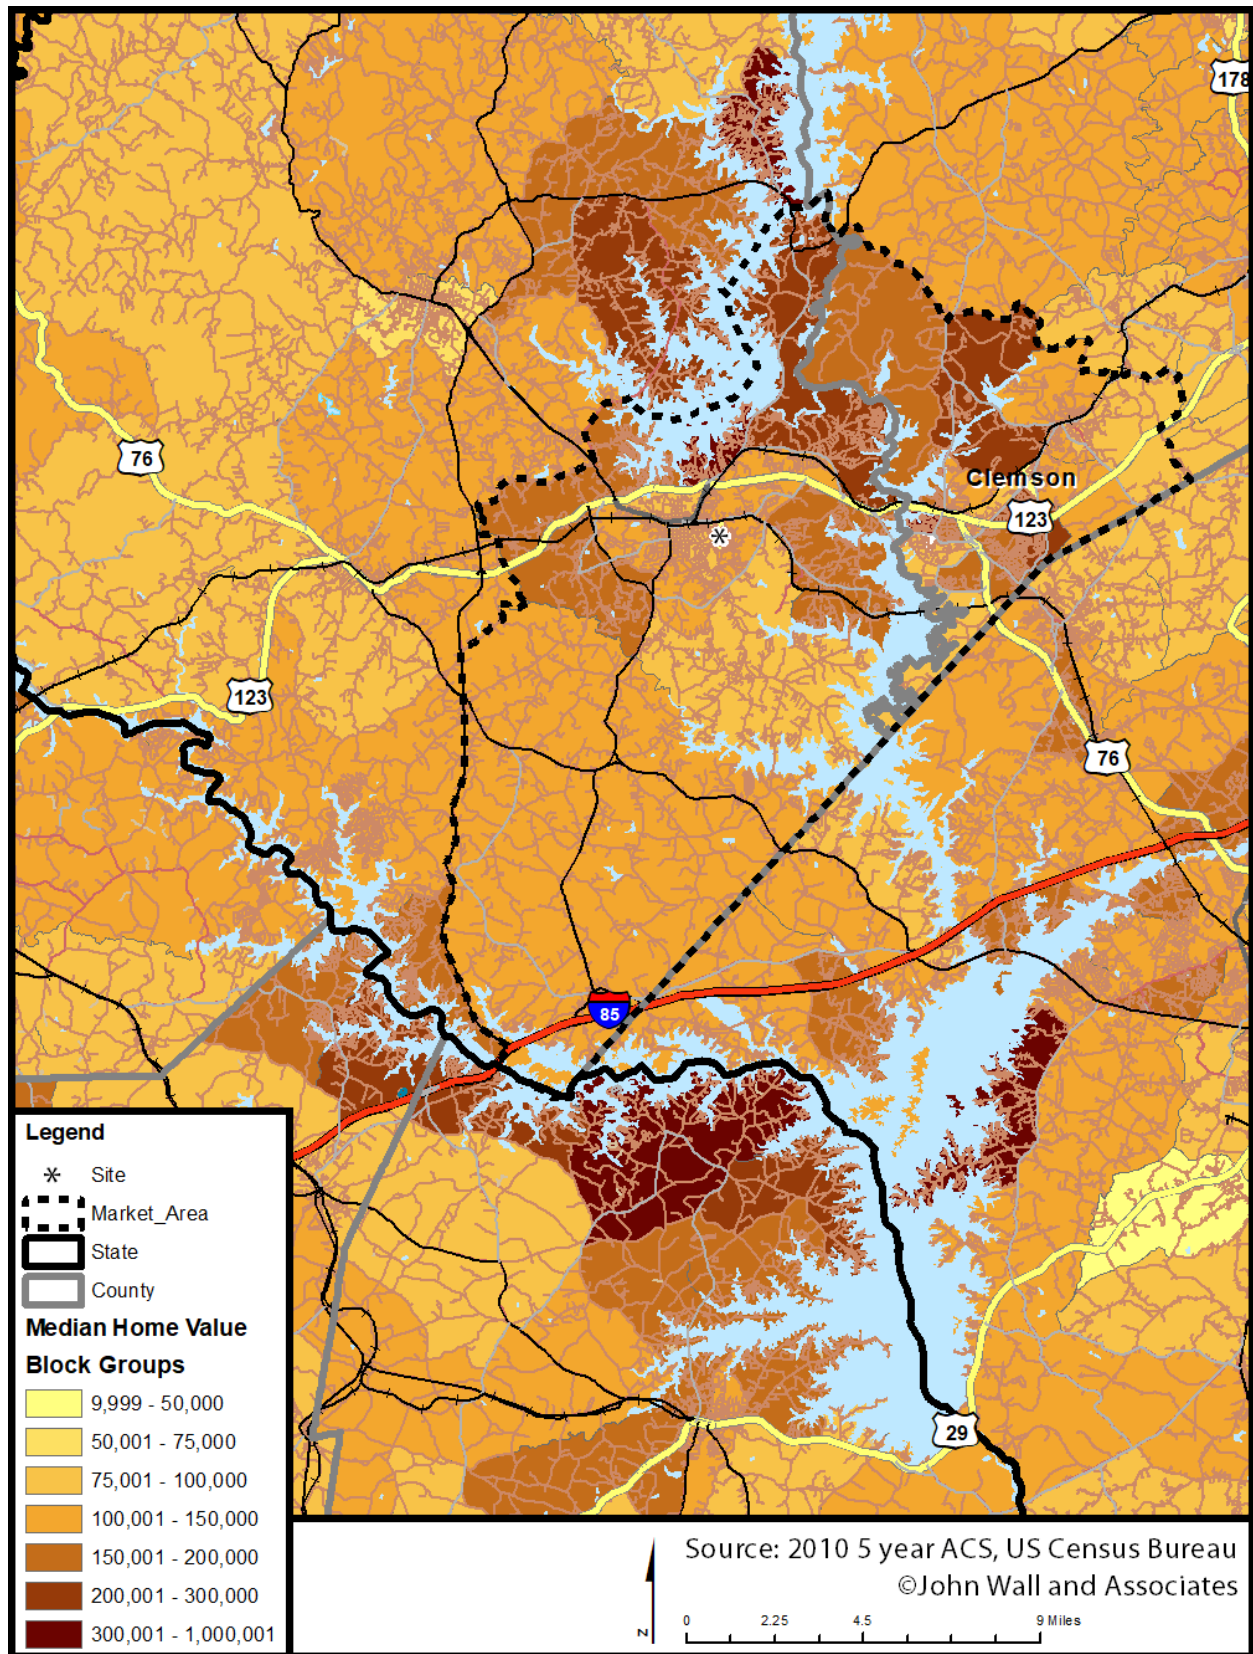 178
76
Clemson
123
123
76
85
29
Legend
Site
Market_Area
State
County
Median Home Value
Block Groups
9,999 - 50,000
50,001 - 75,000
75,001 - 100,000
100,001 - 150,000
150,001 - 200,000
200,001 - 300,000
300,001 - 1,000,001
Source: 2010 5 year ACS, US Census Bureau
©John Wall and Associates
0 2.25 4.5 9 Miles
N